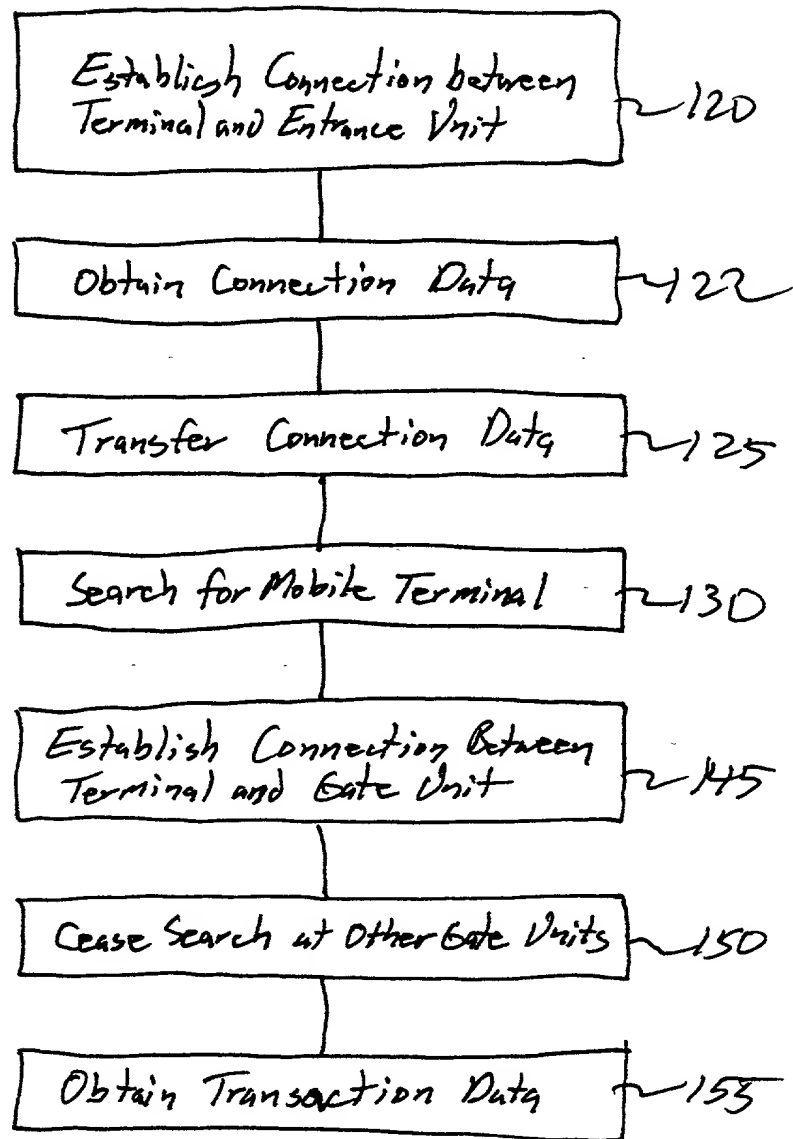 Establish Connection between
Terminal and Entrance Unit
120
Obtain Connection Data
122
Transfer Connection Data
125
Search for Mobile Terminal
130
Establish Connection Between
Terminal and Gate Unit
145
Cease Search at Other Gate Units
150
Obtain Transaction Data
155